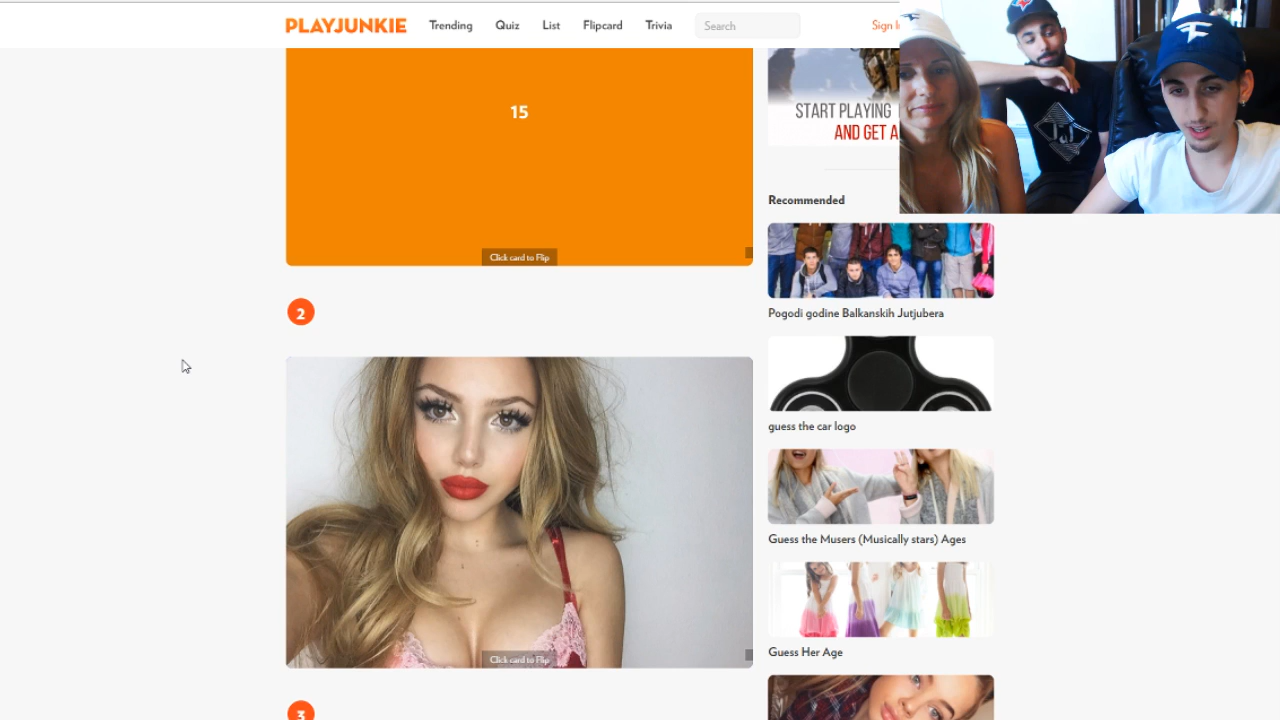 PLAYJUNKIE
Trending
Quiz
List
Flipcard
Trivia
Search
Sign
15
Click card to Flip
2
Click card to Flip
3
START PLAYING
AND GET A
Recommended
Pogodi godine Balkanskih Jutjubera
guess the car logo
Guess the Musers (Musically stars) Ages
Guess Her Age